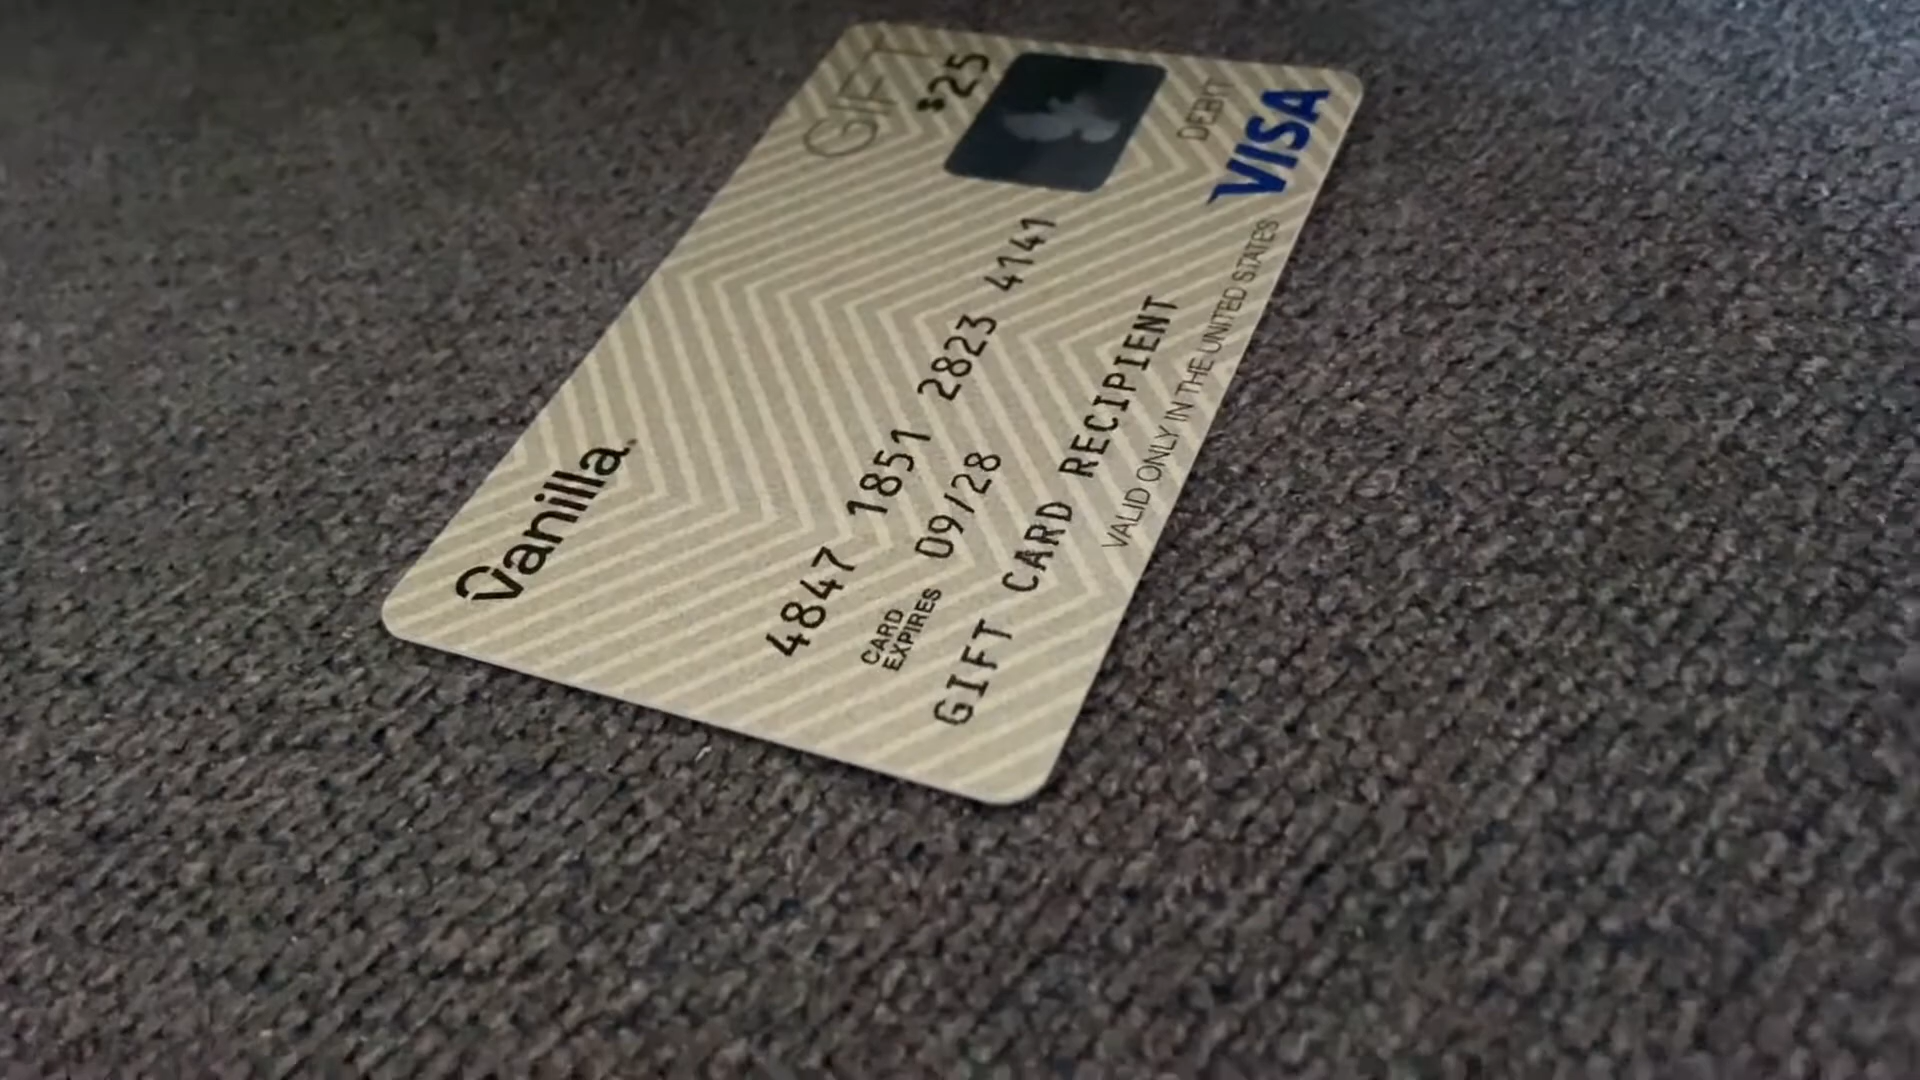 Vanilla
GIFT
$25
4847 1851 2823 4141
CARD
EXPIRES 09/28
GIFT CARD RECIPIENT
VALID ONLY IN THE UNITED STATES
DEBIT
VISA